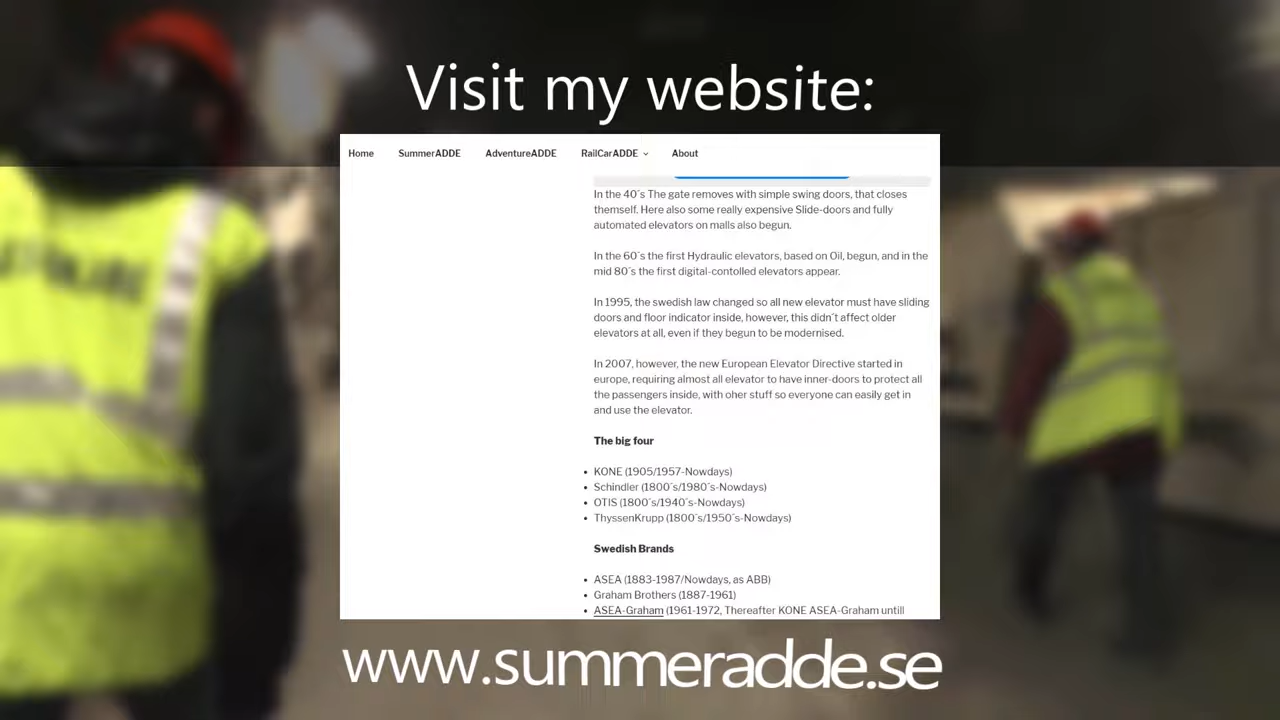 Visit my website:
Home SummerADDE AdventureADDE RailCarADDE About
In the 40´s The gate removes with simple swing doors, that closes
themself. Here also some really expensive Slide-doors and fully
automated elevators on malls also begun.
In the 60´s the first Hydraulic elevators, based on Oil, begun, and in the
mid 80´s the first digital-contolled elevators appear.
In 1995, the swedish law changed so all new elevator must have sliding
doors and floor indicator inside, however, this didn´t affect older
elevators at all, even if they begun to be modernised.
In 2007, however, the new European Elevator Directive started in
europe, requiring almost all elevator to have inner-doors to protect all
the passengers inside, with oher stuff so everyone can easily get in
and use the elevator.
The big four
• KONE (1905/1957-Nowdays)
• Schindler (1800´s/1980´s-Nowdays)
• OTIS (1800´s/1940´s-Nowdays)
• ThyssenKrupp (1800´s/1950´s-Nowdays)
Swedish Brands
• ASEA (1883-1987/Nowdays, as ABB)
• Graham Brothers (1887-1961)
• ASEA-Graham (1961-1972, Thereafter KONE ASEA-Graham untill
www.summeradde.se